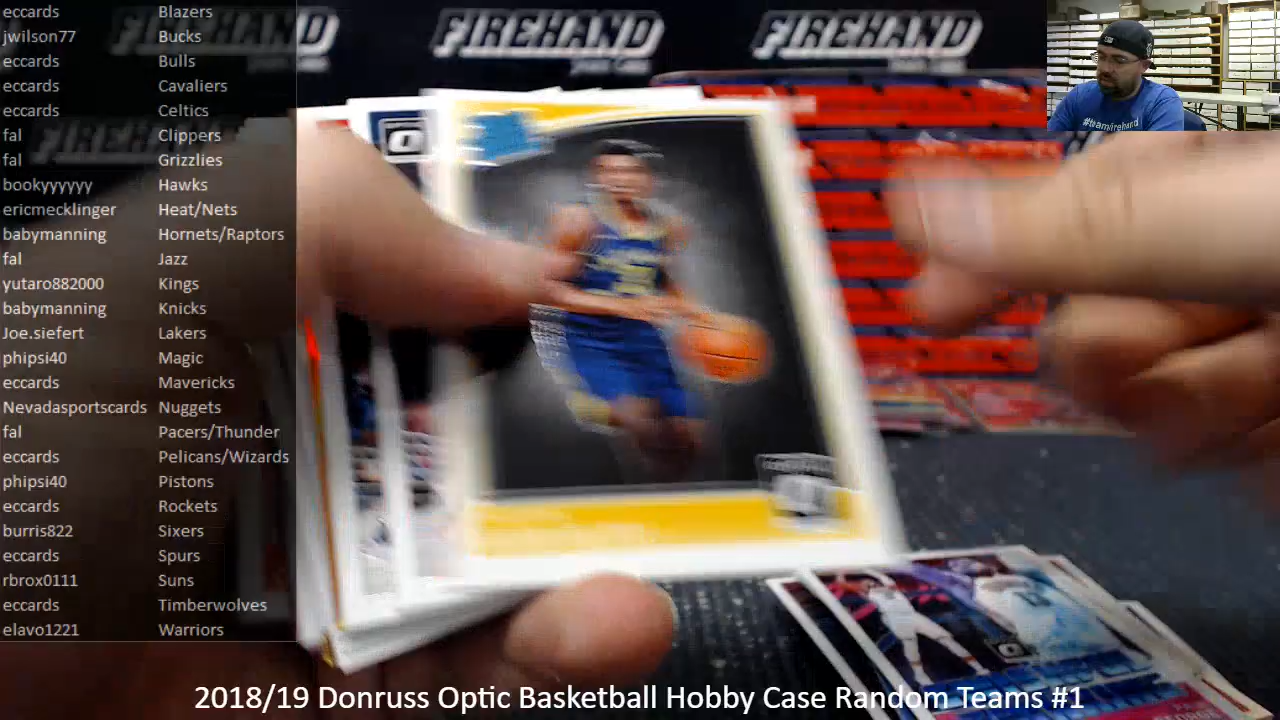 FIREHAND FIREHAND FIREHAND
#teamfirehand
eccards Blazers
jwilson77 Bucks
eccards Bulls
eccards Cavaliers
eccards Celtics
fal Clippers
fal Grizzlies
bookyyyyyy Hawks
ericmecklinger Heat/Nets
babymanning Hornets/Raptors
fal Jazz
yutaro882000 Kings
babymanning Knicks
Joe.siefert Lakers
phipsi40 Magic
eccards Mavericks
Nevadasportscards Nuggets
fal Pacers/Thunder
eccards Pelicans/Wizards
phipsi40 Pistons
eccards Rockets
burris822 Sixers
eccards Spurs
rbrox0111 Suns
eccards Timberwolves
elavo1221 Warriors
2018/19 Donruss Optic Basketball Hobby Case Random Teams #1